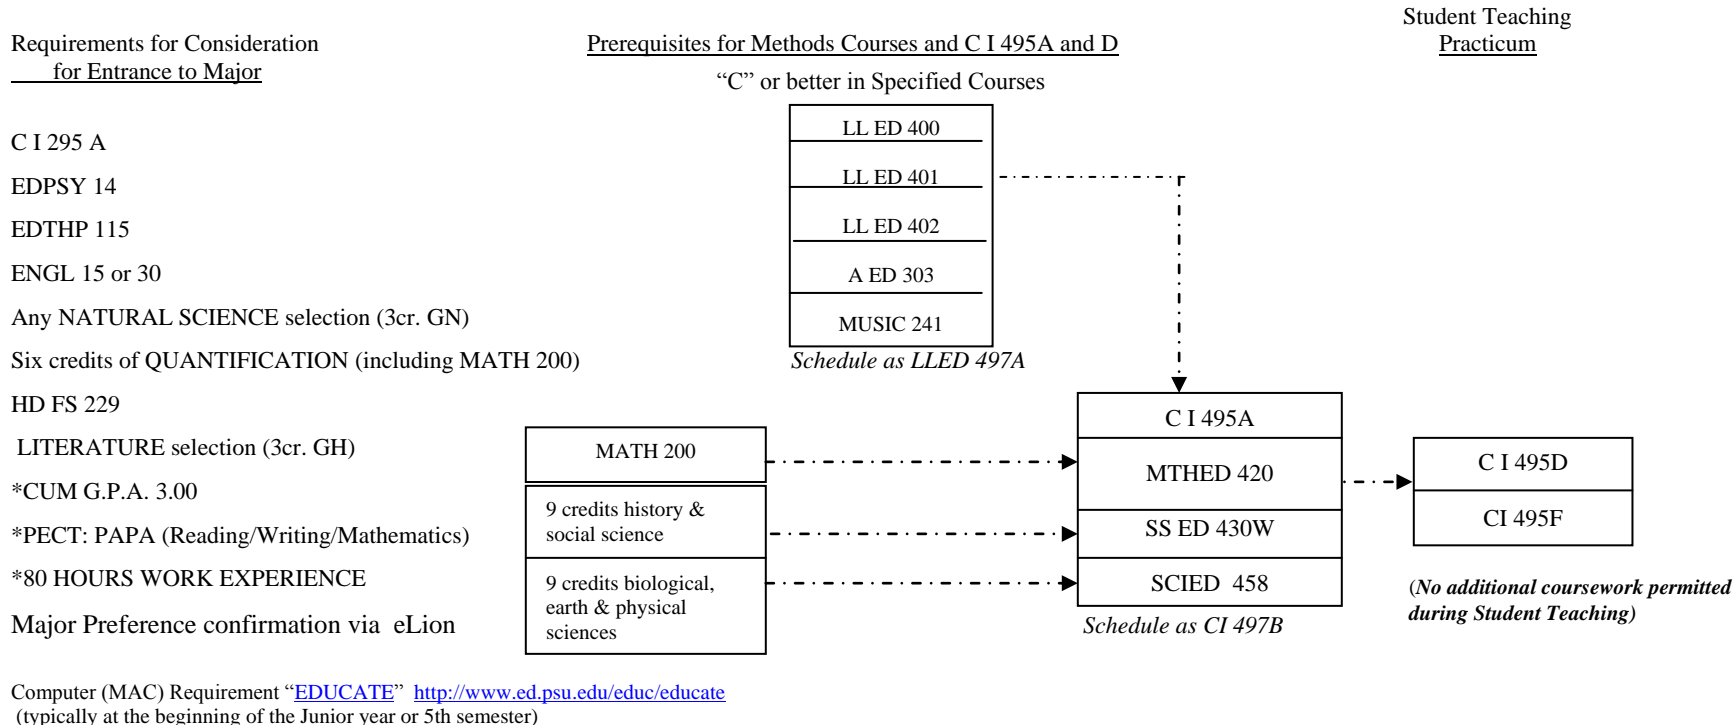 Requirements for Consideration
for Entrance to Major
C I 295 A
EDPSY 14
EDTHP 115
ENGL 15 or 30
Any NATURAL SCIENCE selection (3cr. GN)
Six credits of QUANTIFICATION (including MATH 200)
HD FS 229
LITERATURE selection (3cr. GH)
*CUM G.P.A. 3.00
*PECT: PAPA (Reading/Writing/Mathematics)
*80 HOURS WORK EXPERIENCE
Major Preference confirmation via eLion
Prerequisites for Methods Courses and C I 495A and D
“C” or better in Specified Courses
LL ED 400
LL ED 401
LL ED 402
A ED 303
MUSIC 241
Schedule as LLED 497A
MATH 200
9 credits history &
social science
9 credits biological,
earth & physical
sciences
C I 495A
MTHED 420
SS ED 430W
SCIED 458
Schedule as CI 497B
Student Teaching
Practicum
C I 495D
CI 495F
(No additional coursework permitted
during Student Teaching)
Computer (MAC) Requirement “EDUCATE” http://www.ed.psu.edu/educ/educate
(typically at the beginning of the Junior year or 5th semester)